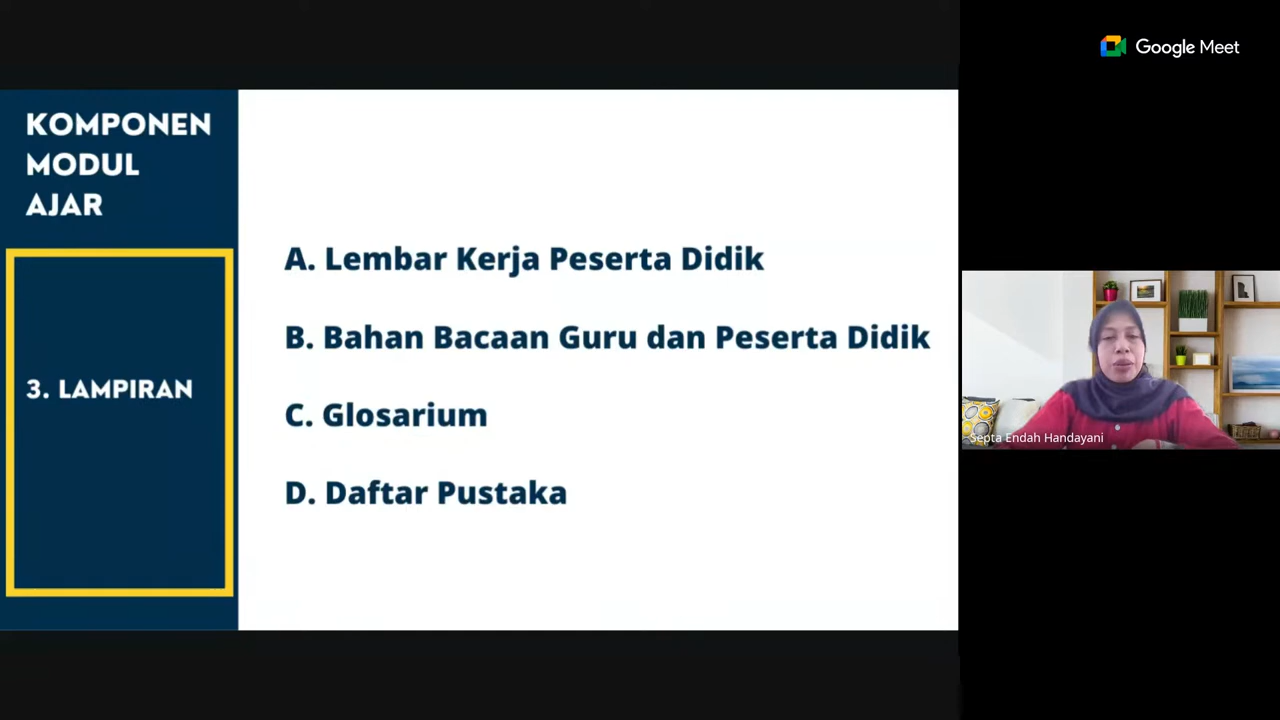 KOMPONEN
MODUL
AJAR
3. LAMPIRAN
A. Lembar Kerja Peserta Didik
B. Bahan Bacaan Guru dan Peserta Didik
C. Glosarium
D. Daftar Pustaka
Google Meet
Septa Endah Handayani